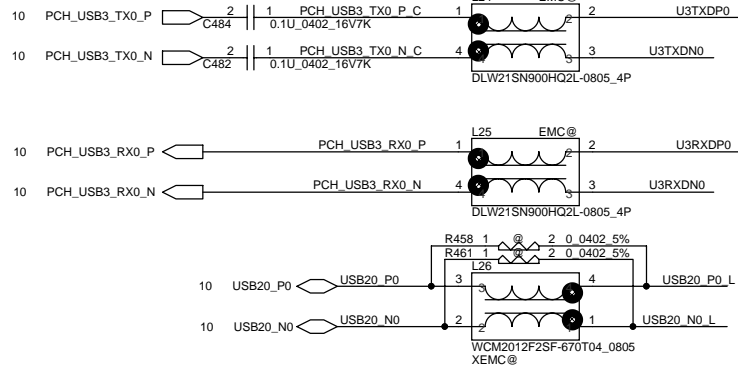 EMC@
10 PCH_USB3_TX0_P 2 1 PCH_USB3_TX0_P_C 1 2 U3TXDP0
C484 0.1U_0402_16V7K
10 PCH_USB3_TX0_N 2 1 PCH_USB3_TX0_N_C 4 3 U3TXDN0
C482 0.1U_0402_16V7K
DLW21SN900HQ2L-0805_4P
L25 EMC@
10 PCH_USB3_RX0_P PCH_USB3_RX0_P 1 2 U3RXDP0
10 PCH_USB3_RX0_N PCH_USB3_RX0_N 4 3 U3RXDN0
DLW21SN900HQ2L-0805_4P
R458 1 @ 2 0_0402_5%
R461 1 @ 2 0_0402_5%
L26
10 USB20_P0 USB20_P0 3 4 USB20_P0_L
10 USB20_N0 USB20_N0 2 1 USB20_N0_L
WCM2012F2SF-670T04_0805
XEMC@